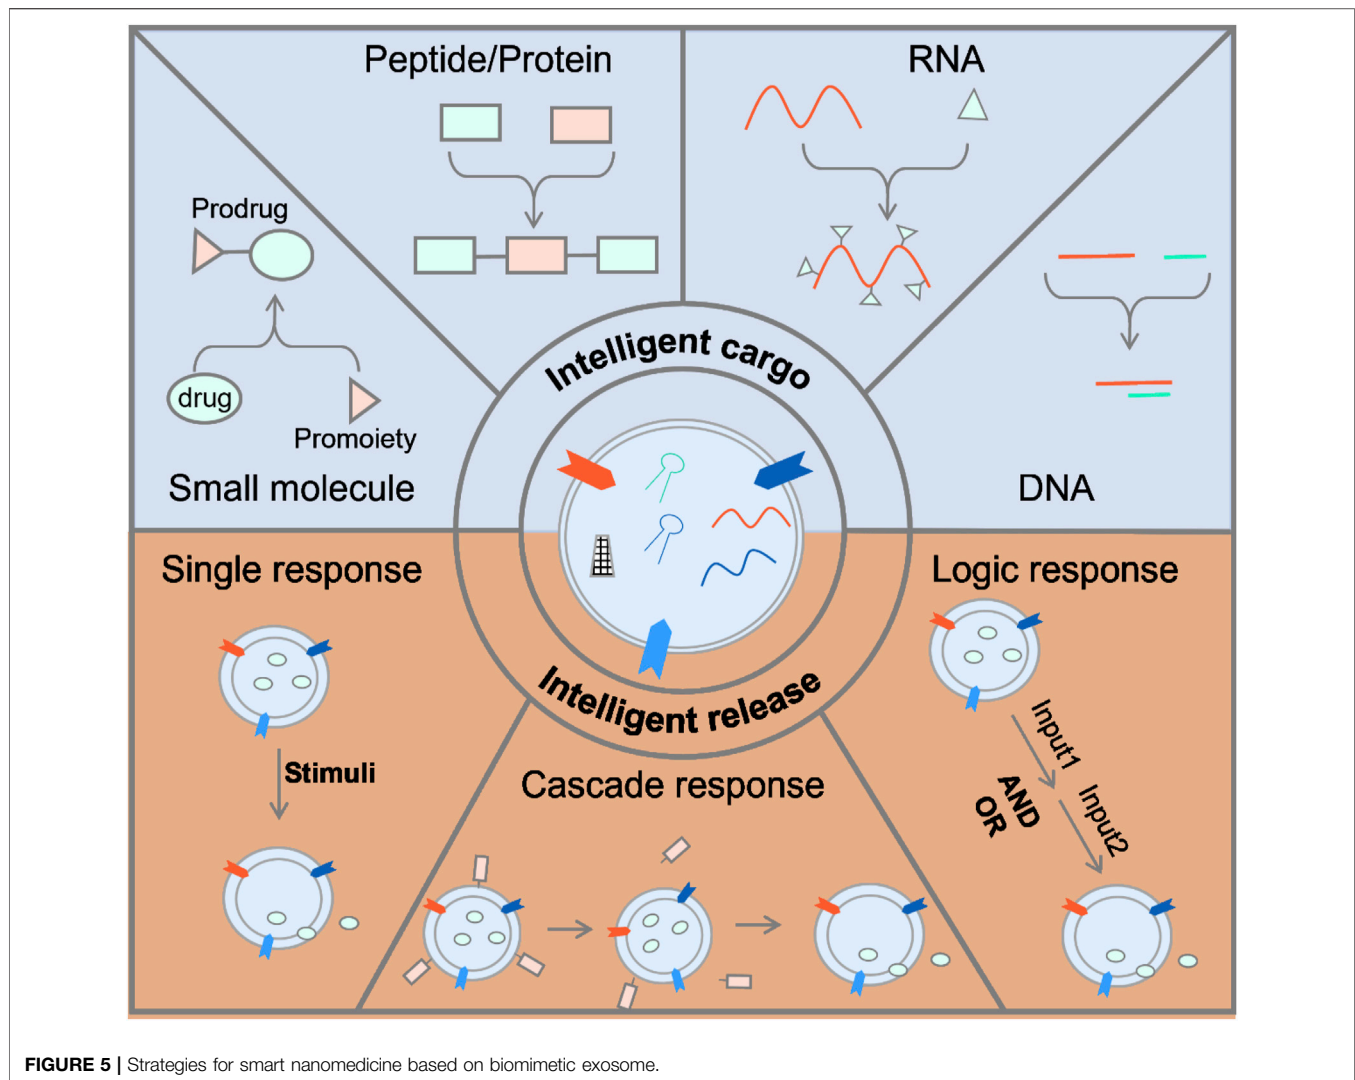 Peptide/Protein
RNA
Prodrug
drug
Promoiety
Small molecule
DNA
Intelligent cargo
Intelligent release
Single response
Stimuli
Cascade response
Logic response
Input1
AND
OR
Input2
FIGURE 5 | Strategies for smart nanomedicine based on biomimetic exosome.